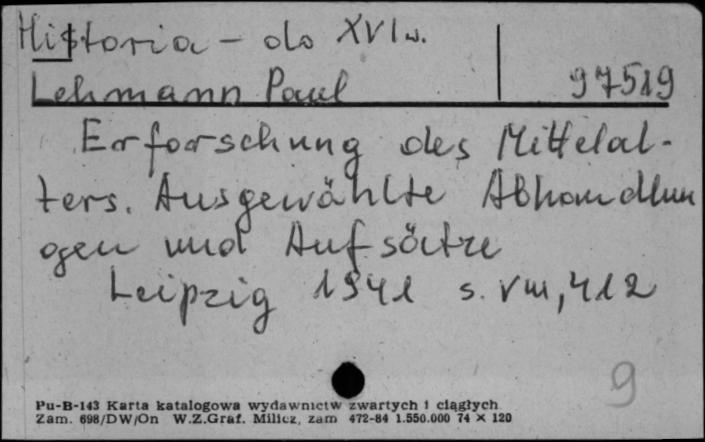 Historia - do XVI w.
Lehmann Paul 97519
Erforschung des Mittelal-
ters. Ausgewählte Abhandlun
gen und Aufsätze
Leipzig 1941 s. VIII, 412
9
Pu-B-143 Karta katalogowa wydawnictw zwartych i ciągłych
Zam. 698/DW/On W.Z.Graf. Milicz, zam 472-84 1.550.000 74 × 120